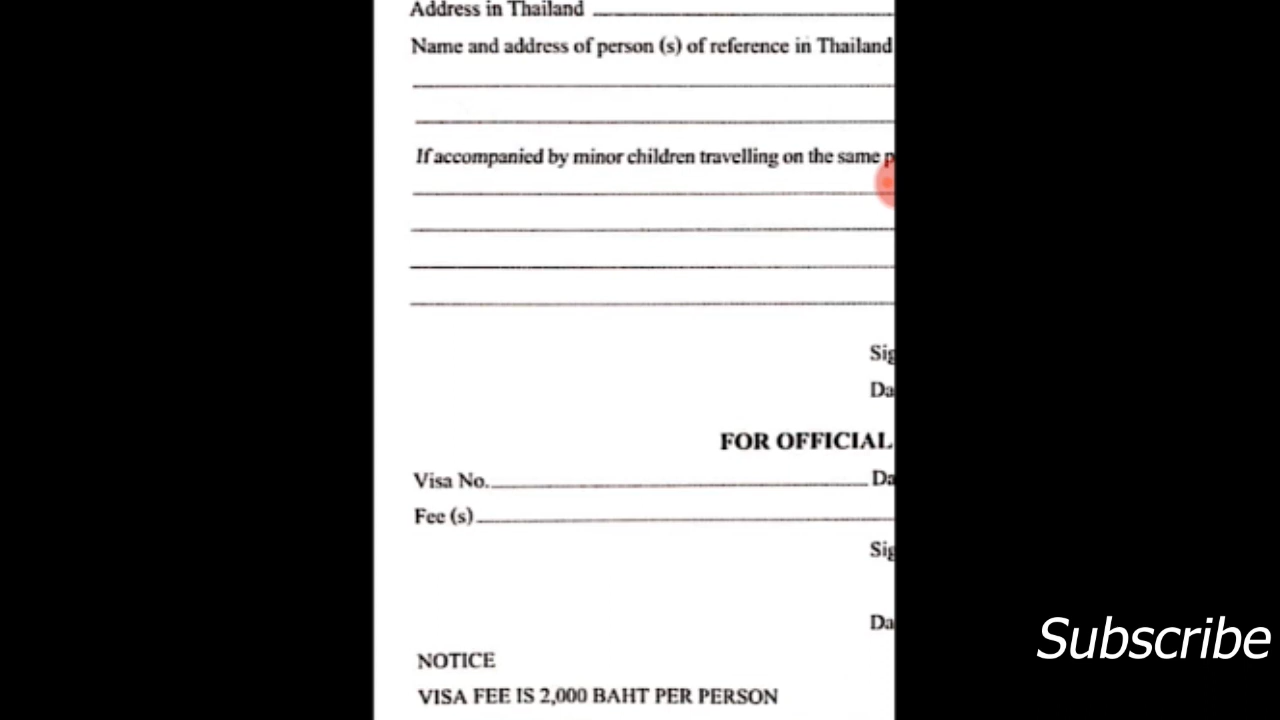 Address in Thailand
Name and address of person (s) of reference in Thailand
If accompanied by minor children travelling on the same
FOR OFFICIAL
Visa No.
Fee (s)
NOTICE
VISA FEE IS 2,000 BAHT PER PERSON
Subscribe